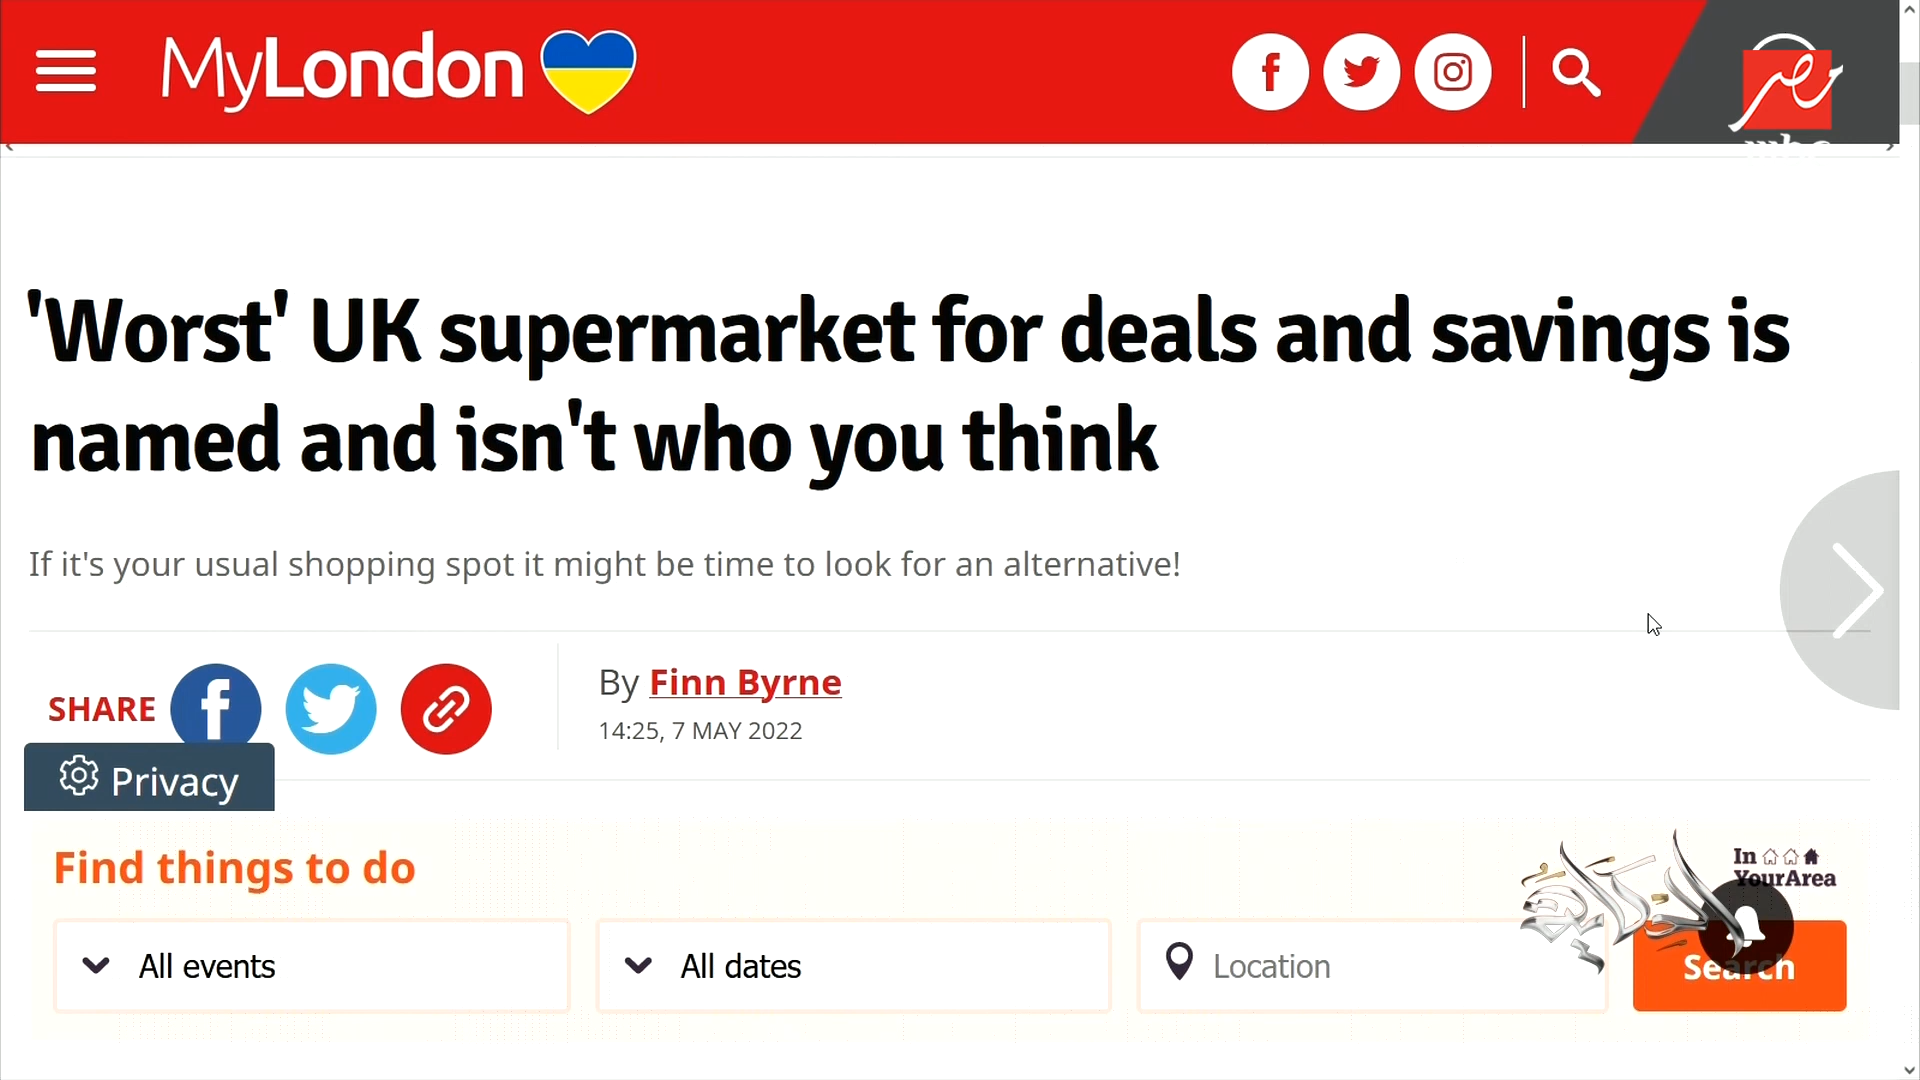 MyLondon
مصر
'Worst' UK supermarket for deals and savings is
named and isn't who you think
If it's your usual shopping spot it might be time to look for an alternative!
SHARE
By Finn Byrne
14:25, 7 MAY 2022
Privacy
Find things to do
In
YourArea
All events
All dates
Location
Search